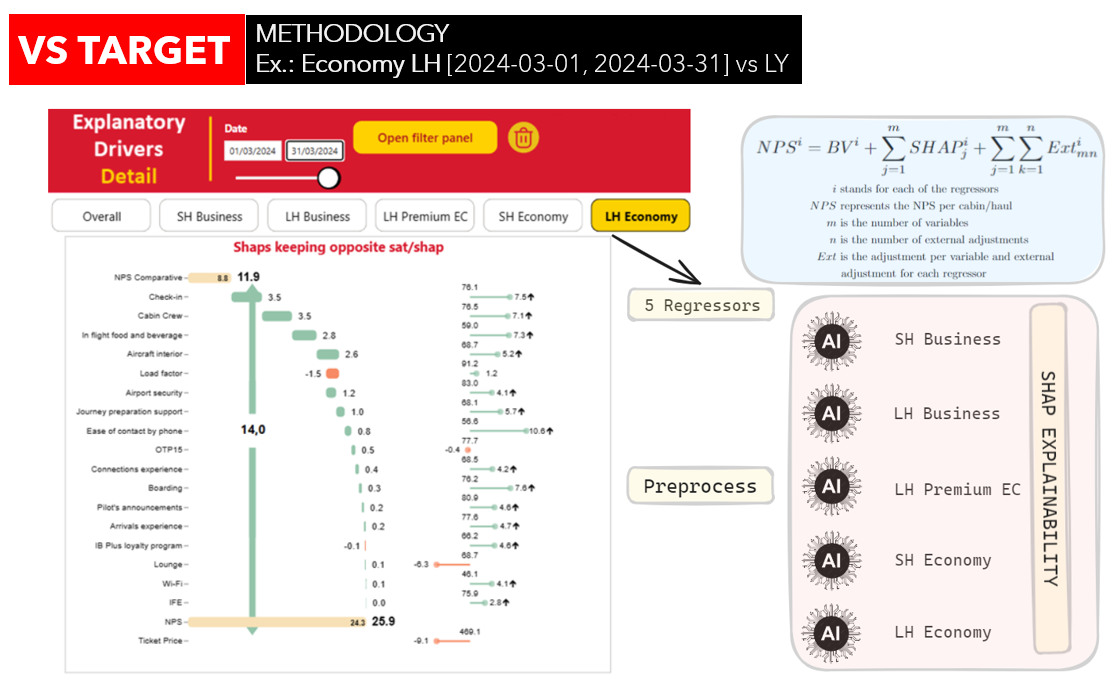 VS TARGET
METHODOLOGY
Ex.: Economy LH [2024-03-01, 2024-03-31] vs LY
Explanatory
Drivers
Detail
Date
01/03/2024 31/03/2024
Open filter panel
Overall SH Business LH Business LH Premium EC SH Economy LH Economy
Shaps keeping opposite sat/shap
NPS Comparative 8.8 11.9
Check-in 3.5 76.1 7.5
Cabin Crew 3.5 76.5 7.1
In flight food and beverage 2.8 59.0 7.3
Aircraft interior 2.6 68.7 5.2
Load factor -1.5 91.2 1.2
Airport security 1.2 83.0 4.1
Journey preparation support 1.0 68.1 5.7
Ease of contact by phone 0.8 56.6 10.6
14,0
OTP15 0.5 77.7 -0.4
Connections experience 0.4 68.5 4.2
Boarding 0.3 76.2 7.6
Pilot's announcements 0.2 80.9 4.6
Arrivals experience 0.2 77.6 4.7
IB Plus loyalty program -0.1 66.2 4.6
Lounge 0.1 68.7 -6.3
Wi-Fi 0.1 46.1 4.1
IFE 0.0 75.9 2.8
NPS 24.3 25.9
Ticket Price 469.1 -9.1
5 Regressors
Preprocess
NPS^i = BV^i + ∑_{j=1}^{m} SHAP_j^i + ∑_{j=1}^{m} ∑_{k=1}^{n} Ext_{mn}^i
i stands for each of the regressors
NPS represents the NPS per cabin/haul
m is the number of variables
n is the number of external adjustments
Ext is the adjustment per variable and external
adjustment for each regressor
AI SH Business
AI LH Business
AI LH Premium EC
AI SH Economy
AI LH Economy
SHAP EXPLAINABILITY